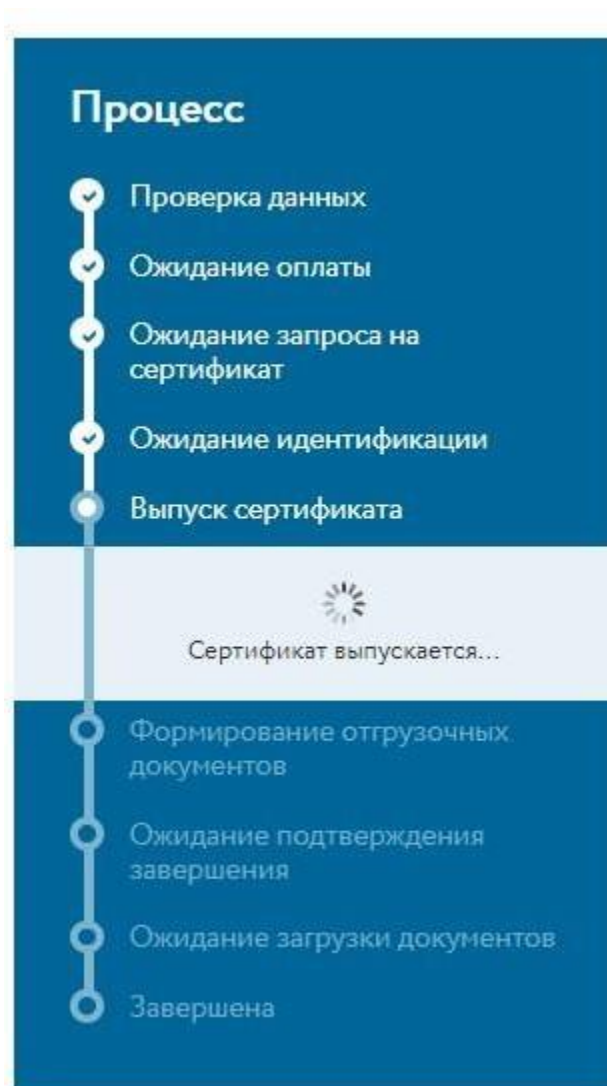 Процесс
Проверка данных
Ожидание оплаты
Ожидание запроса на
сертификат
Ожидание идентификации
Выпуск сертификата
Сертификат выпускается...
Формирование отгрузочных
документов
Ожидание подтверждения
завершения
Ожидание загрузки документов
Завершена